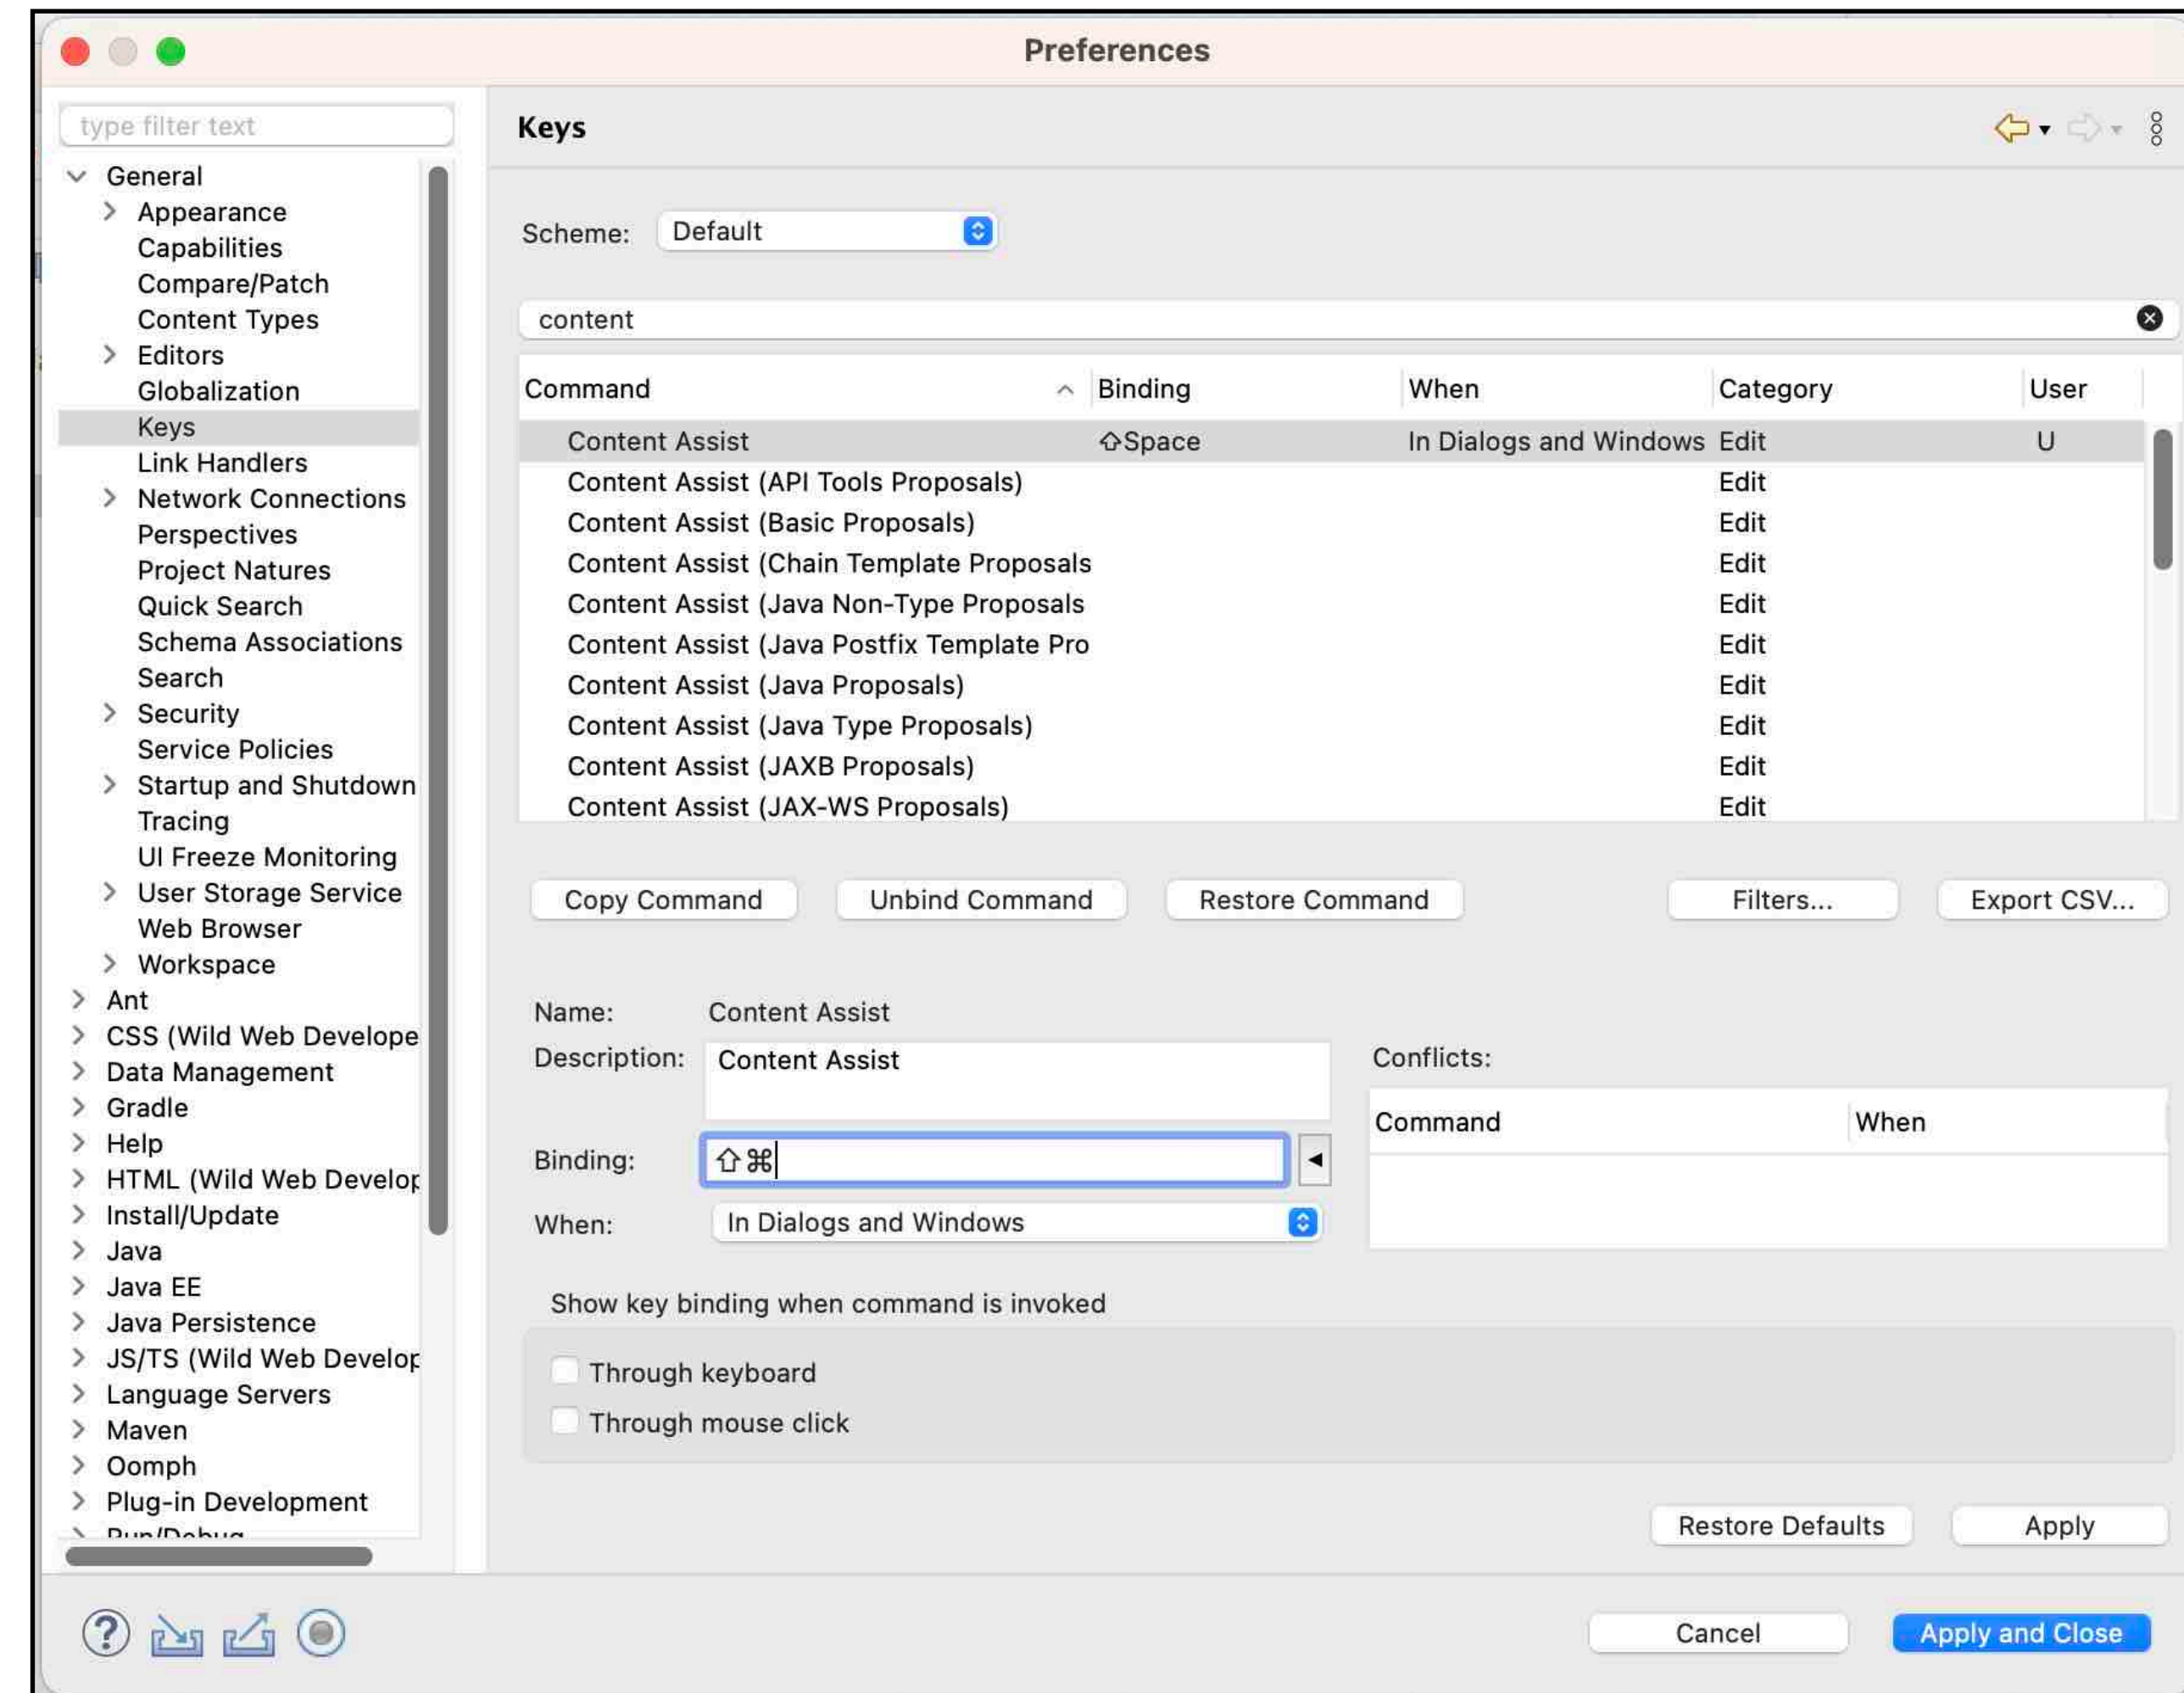 Preferences
type filter text
General
Appearance
Capabilities
Compare/Patch
Content Types
Editors
Globalization
Keys
Link Handlers
Network Connections
Perspectives
Project Natures
Quick Search
Schema Associations
Search
Security
Service Policies
Startup and Shutdown
Tracing
UI Freeze Monitoring
User Storage Service
Web Browser
Workspace
Ant
CSS (Wild Web Develope
Data Management
Gradle
Help
HTML (Wild Web Develop
Install/Update
Java
Java EE
Java Persistence
JS/TS (Wild Web Develop
Language Servers
Maven
Oomph
Plug-in Development
Run/Debug
Keys
Scheme: Default
content
Command Binding When Category User
Content Assist ⇧Space In Dialogs and Windows Edit U
Content Assist (API Tools Proposals) Edit
Content Assist (Basic Proposals) Edit
Content Assist (Chain Template Proposals Edit
Content Assist (Java Non-Type Proposals Edit
Content Assist (Java Postfix Template Pro Edit
Content Assist (Java Proposals) Edit
Content Assist (Java Type Proposals) Edit
Content Assist (JAXB Proposals) Edit
Content Assist (JAX-WS Proposals) Edit
Copy Command Unbind Command Restore Command Filters... Export CSV...
Name: Content Assist
Description: Content Assist
Binding: ⇧⌘
When: In Dialogs and Windows
Conflicts:
Command When
Show key binding when command is invoked
Through keyboard
Through mouse click
Restore Defaults Apply
Cancel Apply and Close